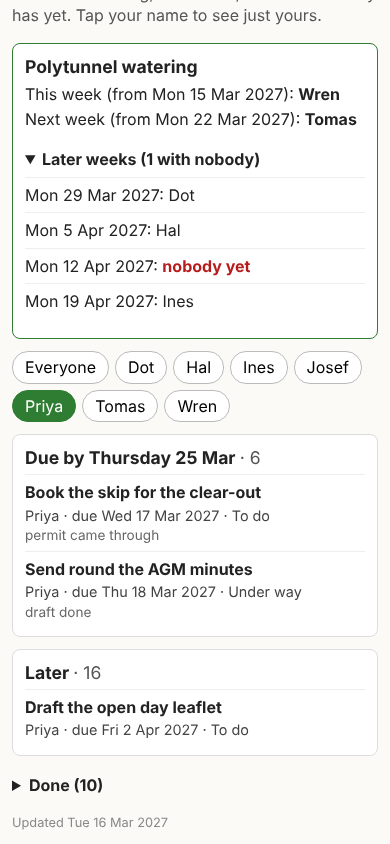 has yet. Tap your name to see just yours.
Polytunnel watering
This week (from Mon 15 Mar 2027): Wren
Next week (from Mon 22 Mar 2027): Tomas
▼ Later weeks (1 with nobody)
Mon 29 Mar 2027: Dot
Mon 5 Apr 2027: Hal
Mon 12 Apr 2027: nobody yet
Mon 19 Apr 2027: Ines
Everyone Dot Hal Ines Josef
Priya Tomas Wren
Due by Thursday 25 Mar · 6
Book the skip for the clear-out
Priya · due Wed 17 Mar 2027 · To do
permit came through
Send round the AGM minutes
Priya · due Thu 18 Mar 2027 · Under way
draft done
Later · 16
Draft the open day leaflet
Priya · due Fri 2 Apr 2027 · To do
▶ Done (10)
Updated Tue 16 Mar 2027